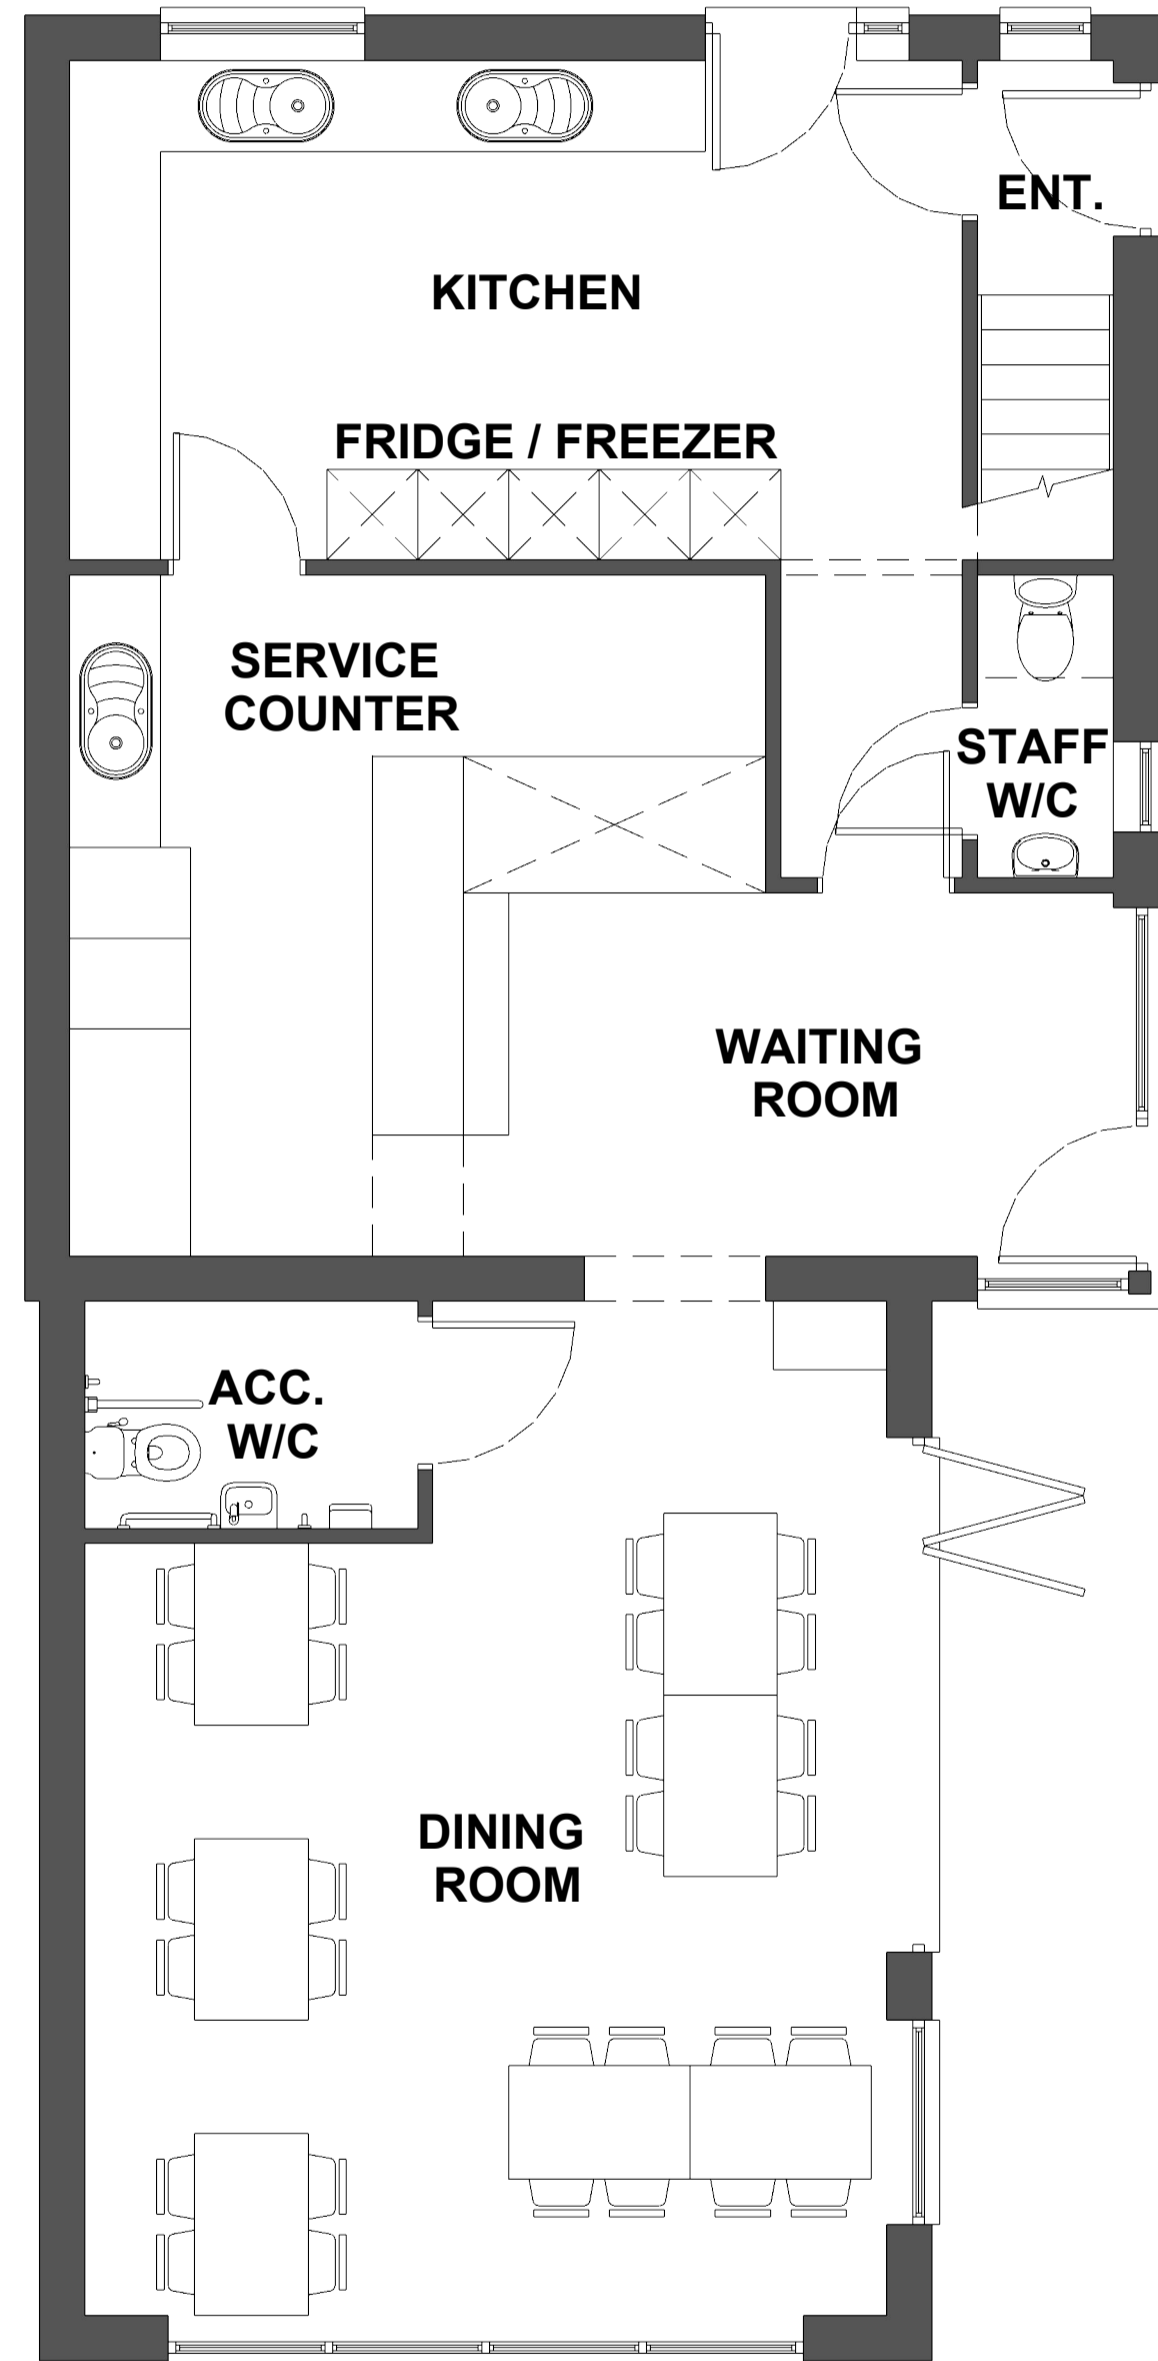 ENT.
KITCHEN
FRIDGE / FREEZER
SERVICE
COUNTER
STAFF
W/C
WAITING
ROOM
ACC.
W/C
DINING
ROOM